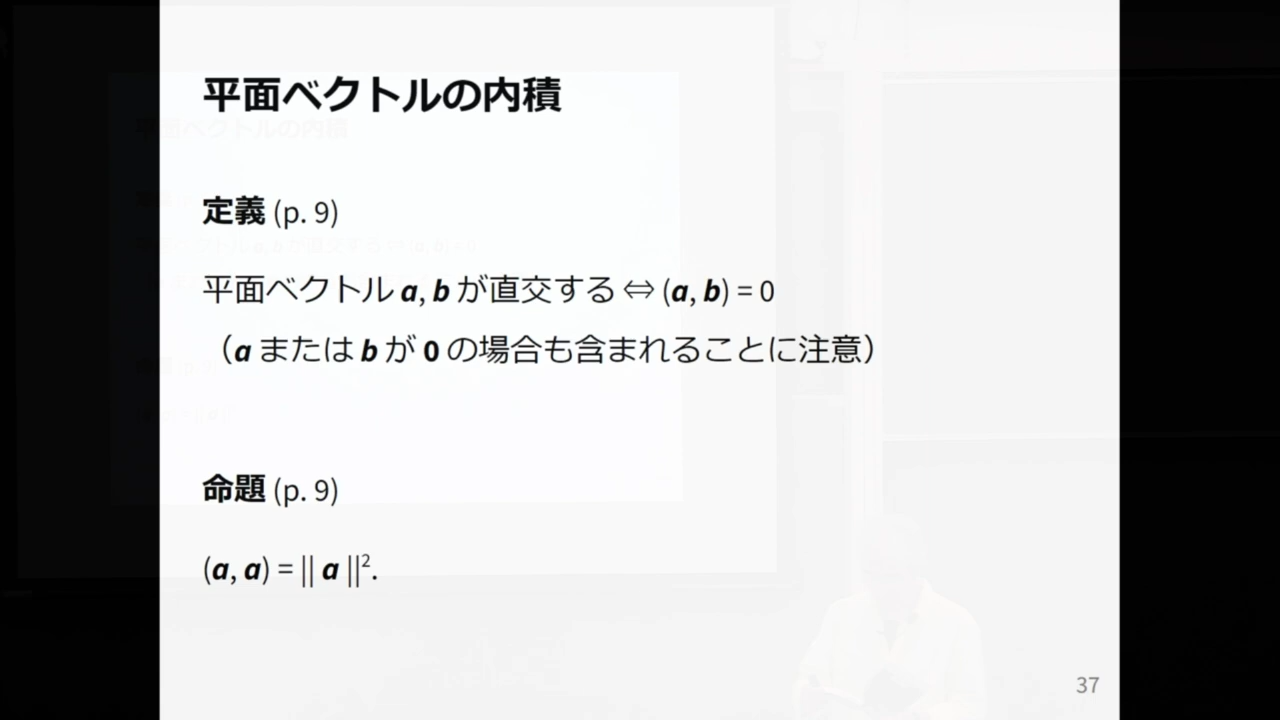 平面ベクトルの内積
定義 (p. 9)
平面ベクトル a, b が直交する ⇔ (a, b) = 0
（a または b が 0 の場合も含まれることに注意）
命題 (p. 9)
(a, a) = || a ||².
37